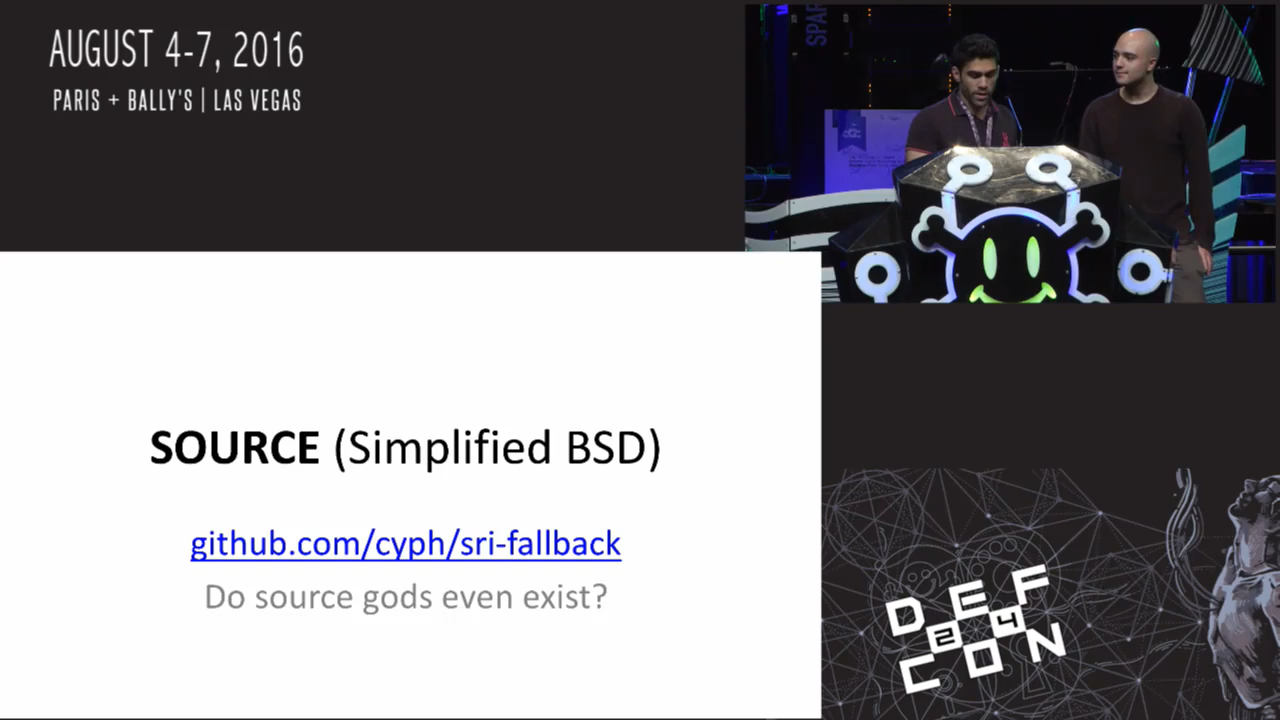 AUGUST 4-7, 2016
PARIS + BALLY'S | LAS VEGAS
SPAR
SOURCE (Simplified BSD)
github.com/cyph/sri-fallback
Do source gods even exist?
DEF
24
CON